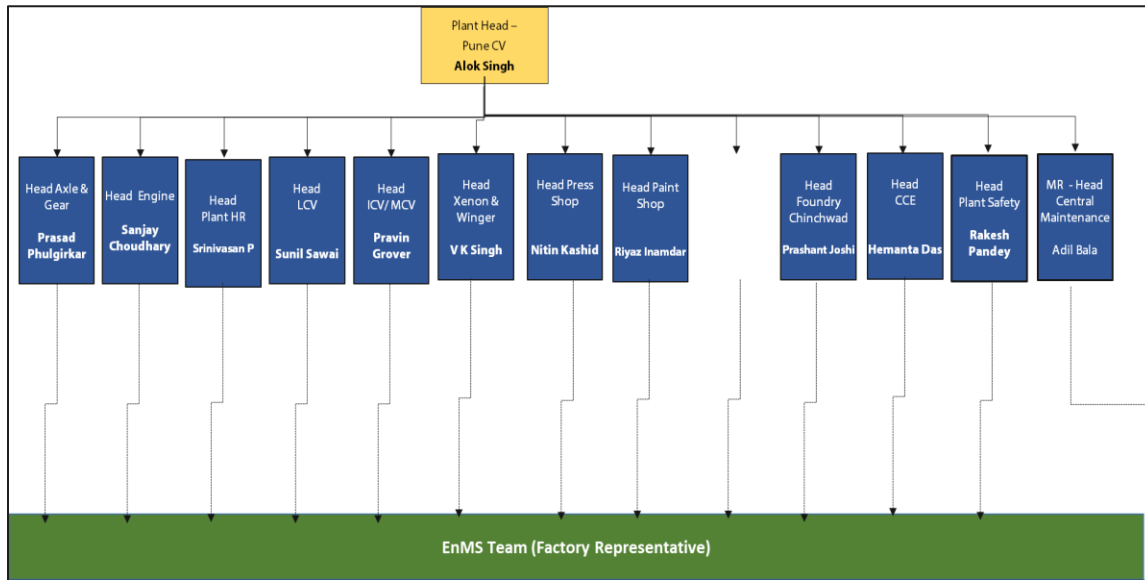 Plant Head –
Pune CV
Alok Singh
Head Axle &
Gear
Prasad
Phulgirkar
Head Engine
Sanjay
Choudhary
Head
Plant HR
Srinivasan P
Head
LCV
Sunil Sawai
Head
ICV/ MCV
Pravin
Grover
Head
Xenon &
Winger
V K Singh
Head Press
Shop
Nitin Kashid
Head Paint
Shop
Riyaz Inamdar
Head
Foundry
Chinchwad
Prashant Joshi
Head
CCE
Hemanta Das
Head
Plant Safety
Rakesh
Pandey
MR - Head
Central
Maintenance
Adil Bala
EnMS Team (Factory Representative)